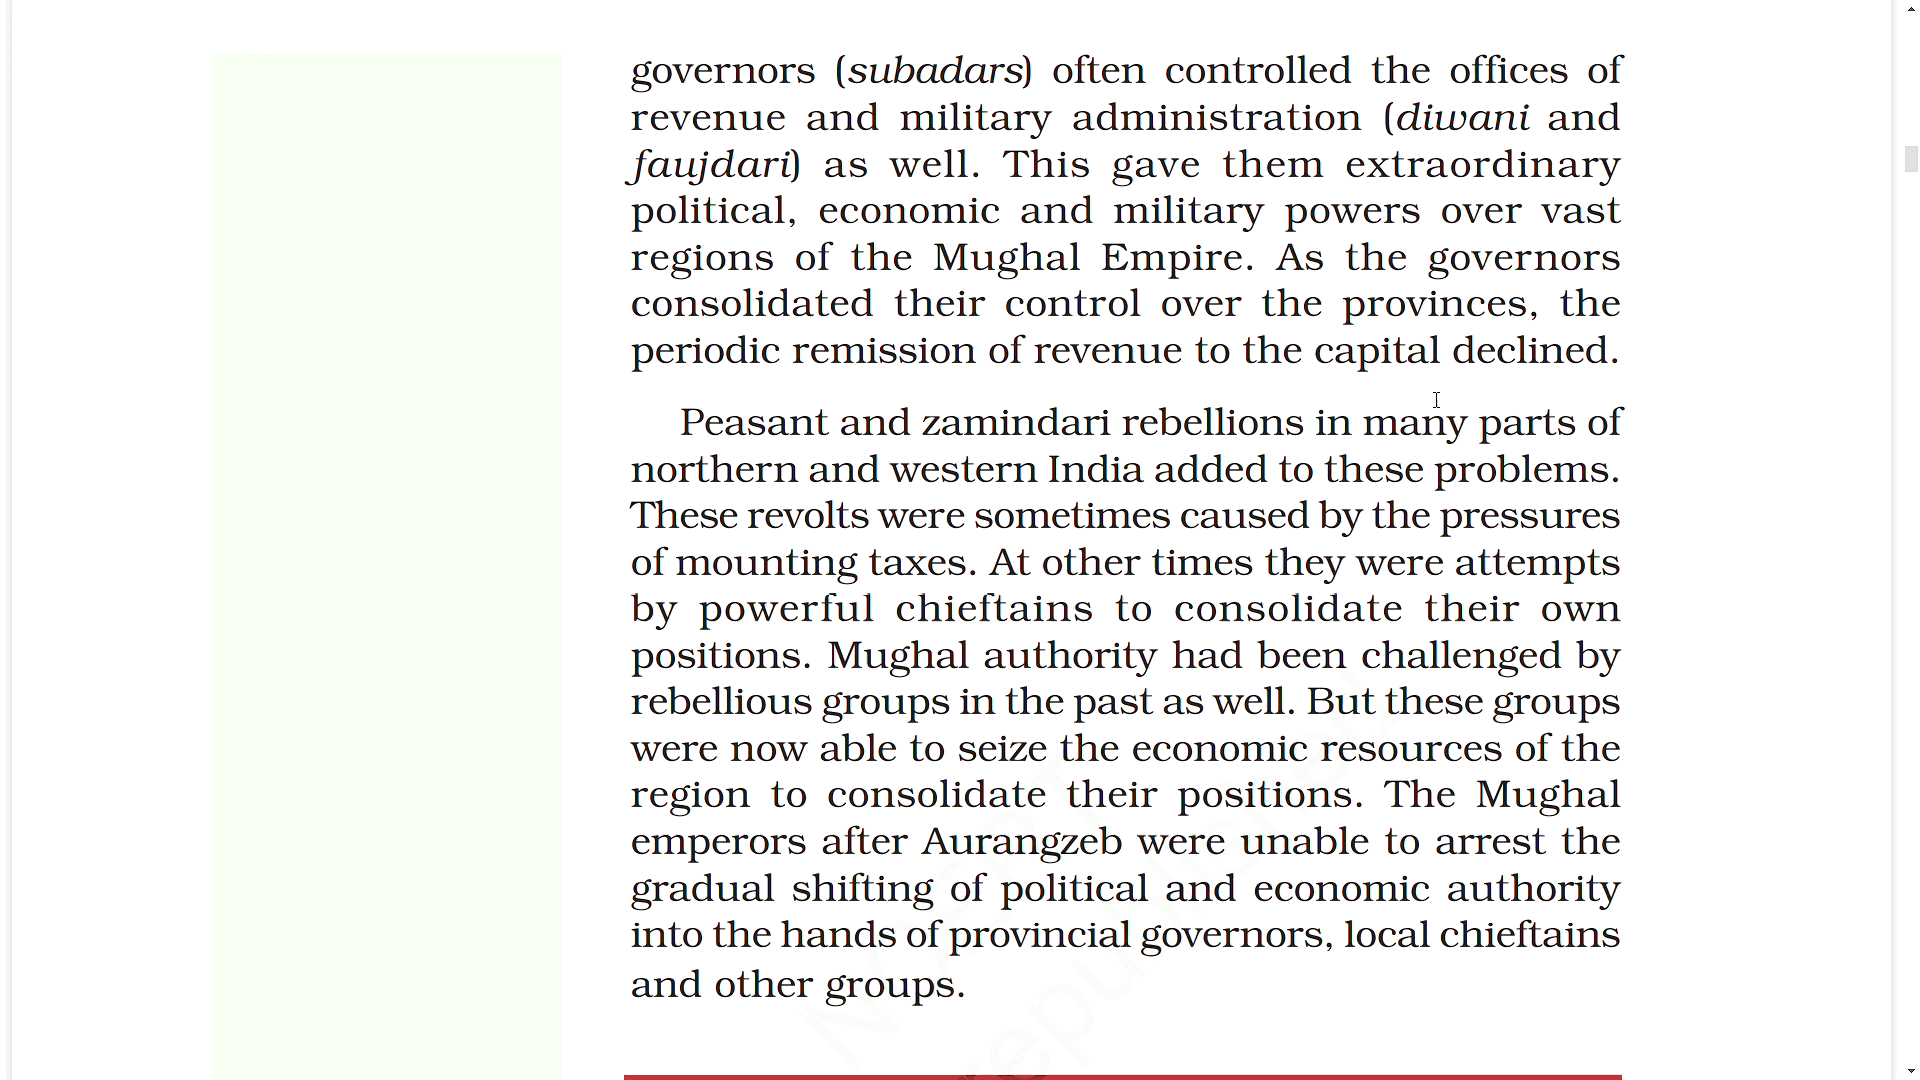 governors (subadars) often controlled the offices of
revenue and military administration (diwani and
faujdari) as well. This gave them extraordinary
political, economic and military powers over vast
regions of the Mughal Empire. As the governors
consolidated their control over the provinces, the
periodic remission of revenue to the capital declined.
Peasant and zamindari rebellions in many parts of
northern and western India added to these problems.
These revolts were sometimes caused by the pressures
of mounting taxes. At other times they were attempts
by powerful chieftains to consolidate their own
positions. Mughal authority had been challenged by
rebellious groups in the past as well. But these groups
were now able to seize the economic resources of the
region to consolidate their positions. The Mughal
emperors after Aurangzeb were unable to arrest the
gradual shifting of political and economic authority
into the hands of provincial governors, local chieftains
and other groups.